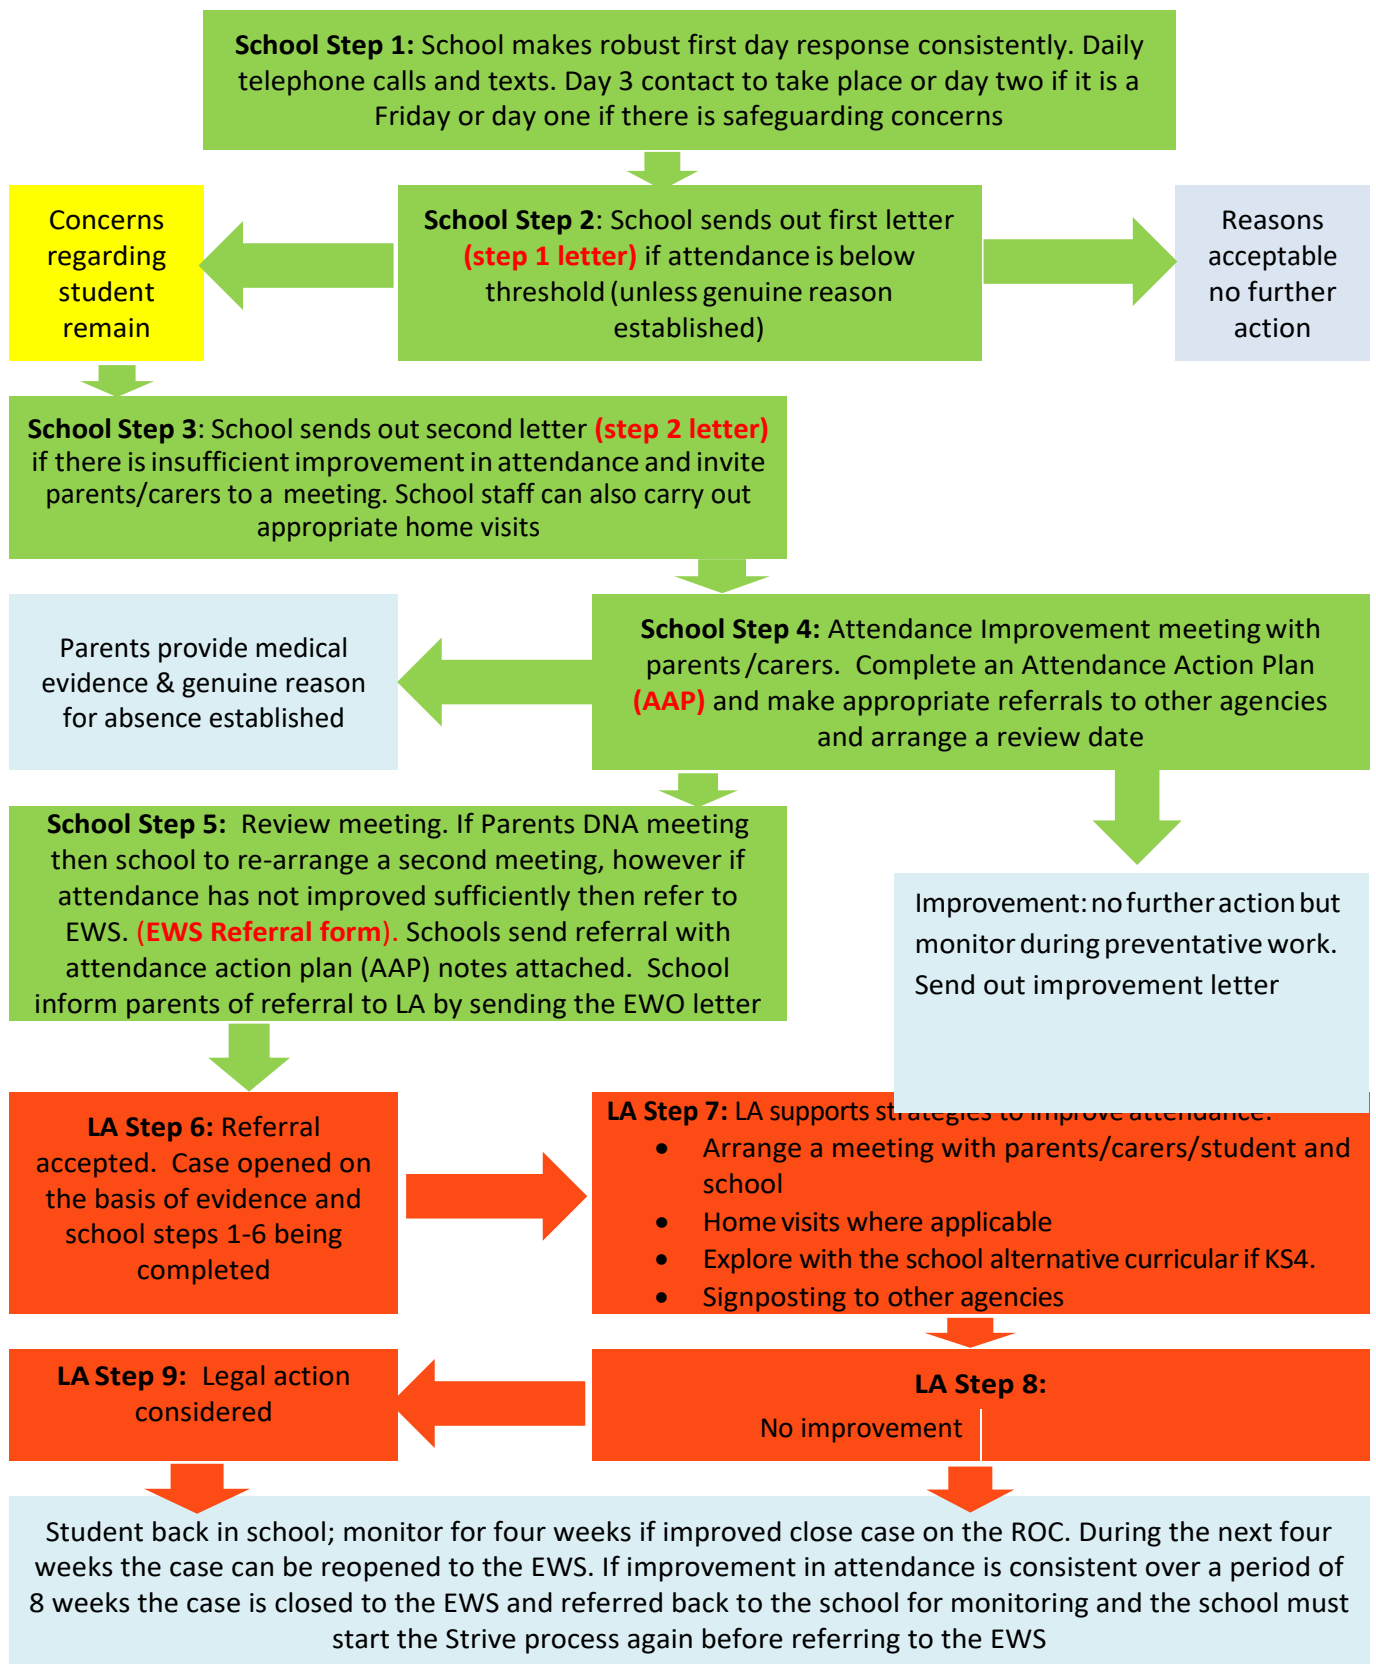 School Step 1: School makes robust first day response consistently. Daily
telephone calls and texts. Day 3 contact to take place or day two if it is a
Friday or day one if there is safeguarding concerns
Concerns
regarding
student
remain
School Step 2: School sends out first letter
(step 1 letter) if attendance is below
threshold (unless genuine reason
established)
Reasons
acceptable
no further
action
School Step 3: School sends out second letter (step 2 letter)
if there is insufficient improvement in attendance and invite
parents/carers to a meeting. School staff can also carry out
appropriate home visits
Parents provide medical
evidence & genuine reason
for absence established
School Step 4: Attendance Improvement meeting with
parents/carers. Complete an Attendance Action Plan
(AAP) and make appropriate referrals to other agencies
and arrange a review date
School Step 5: Review meeting. If Parents DNA meeting
then school to re-arrange a second meeting, however if
attendance has not improved sufficiently then refer to
EWS. (EWS Referral form). Schools send referral with
attendance action plan (AAP) notes attached. School
inform parents of referral to LA by sending the EWO letter
Improvement: no further action but
monitor during preventative work.
Send out improvement letter
LA Step 6: Referral
accepted. Case opened on
the basis of evidence and
school steps 1-6 being
completed
LA Step 7: LA supports strategies to improve attendance.
• Arrange a meeting with parents/carers/student and
school
• Home visits where applicable
• Explore with the school alternative curricular if KS4.
• Signposting to other agencies
LA Step 9: Legal action
considered
LA Step 8:
No improvement
Student back in school; monitor for four weeks if improved close case on the ROC. During the next four
weeks the case can be reopened to the EWS. If improvement in attendance is consistent over a period of
8 weeks the case is closed to the EWS and referred back to the school for monitoring and the school must
start the Strive process again before referring to the EWS